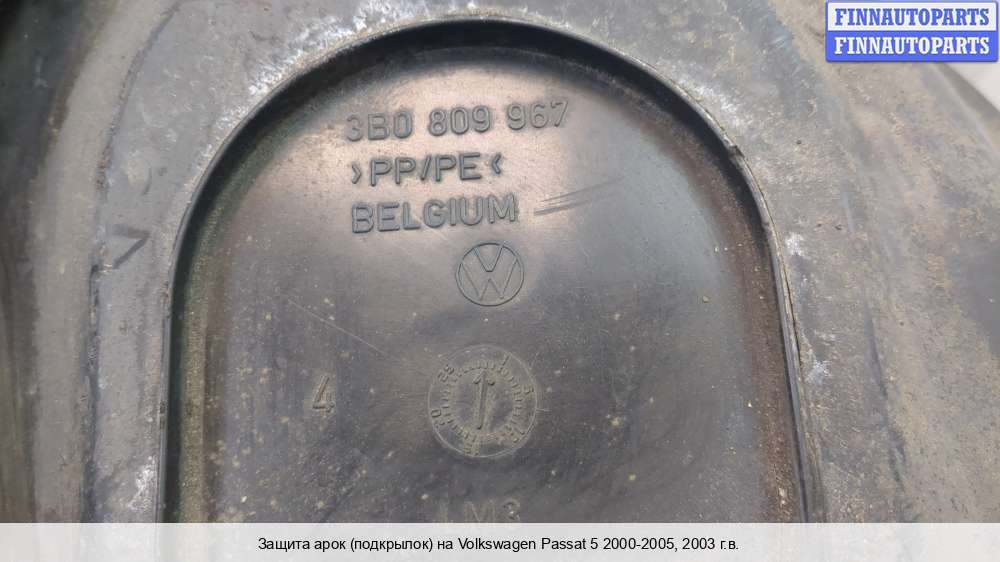 FINNAUTOPARTS
FINNAUTOPARTS
3B0 809 967
>PP/PE<
BELGIUM
VW
4
Защита арок (подкрылок) на Volkswagen Passat 5 2000-2005, 2003 г.в.